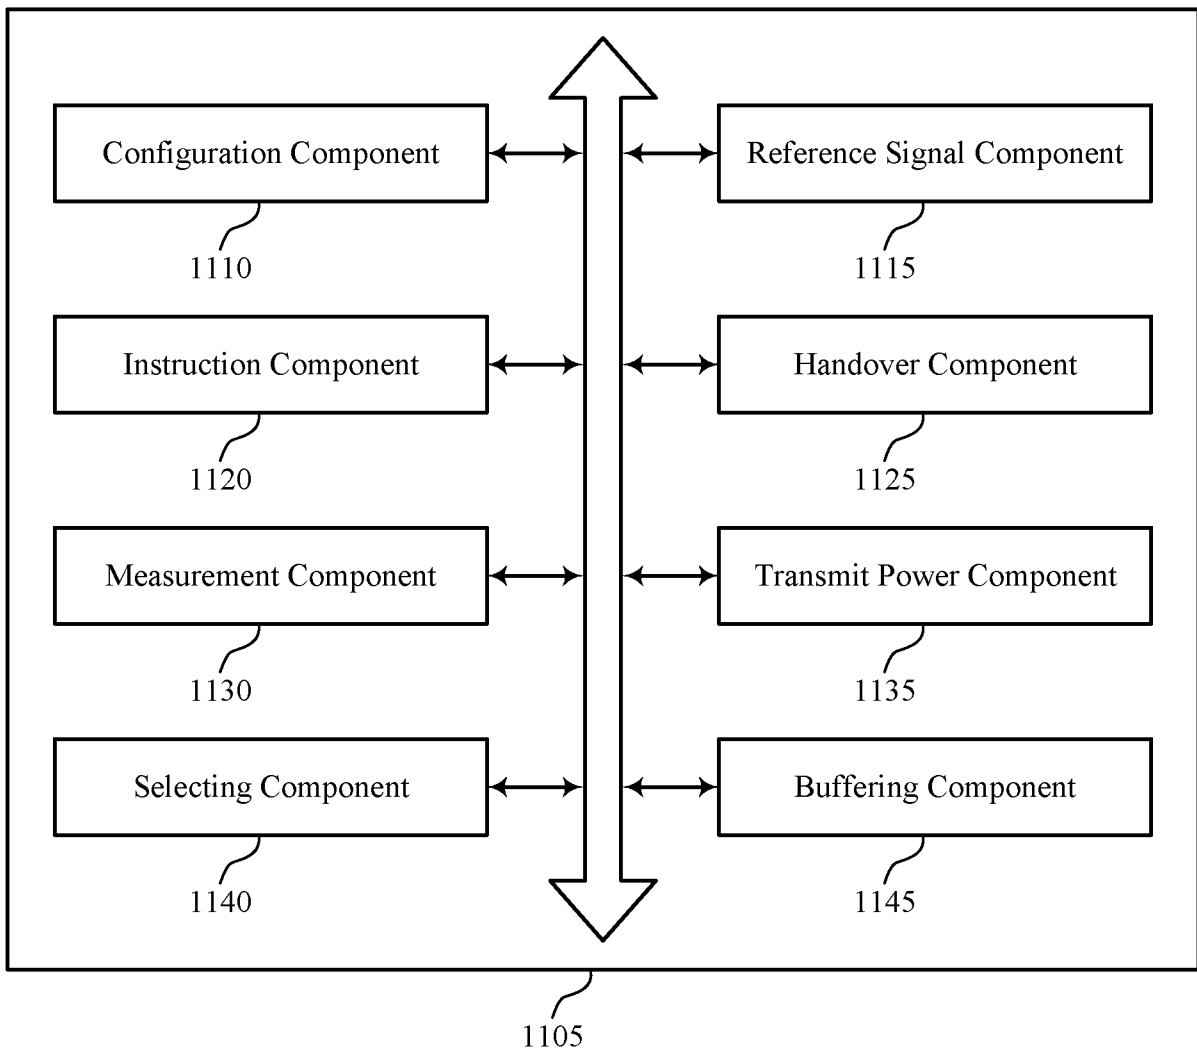 Configuration Component
Reference Signal Component
1110
1115
Instruction Component
Handover Component
1120
1125
Measurement Component
Transmit Power Component
1130
1135
Selecting Component
Buffering Component
1140
1145
1105